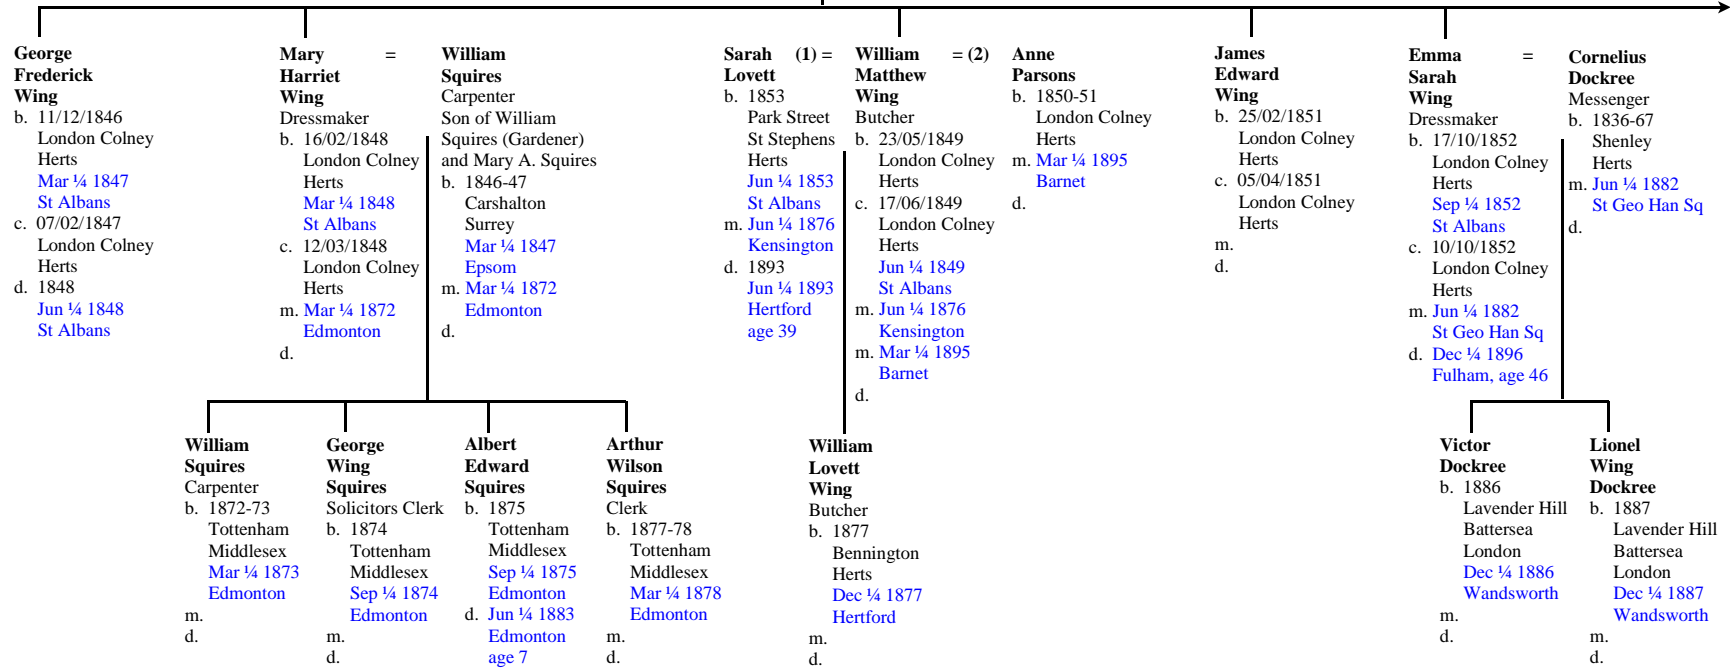 George
Frederick
Wing
b. 11/12/1846
London Colney
Herts
Mar ¼ 1847
St Albans
c. 07/02/1847
London Colney
Herts
d. 1848
Jun ¼ 1848
St Albans
Mary =
Harriet
Wing
Dressmaker
b. 16/02/1848
London Colney
Herts
Mar ¼ 1848
St Albans
c. 12/03/1848
London Colney
Herts
m. Mar ¼ 1872
Edmonton
d.
William
Squires
Carpenter
Son of William
Squires (Gardener)
and Mary A. Squires
b. 1846-47
Carshalton
Surrey
Mar ¼ 1847
Epsom
m. Mar ¼ 1872
Edmonton
d.
Sarah (1) =
Lovett
b. 1853
Park Street
St Stephens
Herts
Jun ¼ 1853
St Albans
m. Jun ¼ 1876
Kensington
d. 1893
Jun ¼ 1893
Hertford
age 39
William = (2)
Matthew
Wing
Butcher
b. 23/05/1849
London Colney
Herts
c. 17/06/1849
London Colney
Herts
Jun ¼ 1849
St Albans
m. Jun ¼ 1876
Kensington
m. Mar ¼ 1895
Barnet
d.
Anne
Parsons
b. 1850-51
London Colney
Herts
m. Mar ¼ 1895
Barnet
d.
James
Edward
Wing
b. 25/02/1851
London Colney
Herts
c. 05/04/1851
London Colney
Herts
m.
d.
Emma =
Sarah
Wing
Dressmaker
b. 17/10/1852
London Colney
Herts
Sep ¼ 1852
St Albans
c. 10/10/1852
London Colney
Herts
m. Jun ¼ 1882
St Geo Han Sq
d. Dec ¼ 1896
Fulham, age 46
Cornelius
Dockree
Messenger
b. 1836-67
Shenley
Herts
m. Jun ¼ 1882
St Geo Han Sq
d.
William
Squires
Carpenter
b. 1872-73
Tottenham
Middlesex
Mar ¼ 1873
Edmonton
m.
d.
George
Wing
Squires
Solicitors Clerk
b. 1874
Tottenham
Middlesex
Sep ¼ 1874
Edmonton
m.
d.
Albert
Edward
Squires
b. 1875
Tottenham
Middlesex
Sep ¼ 1875
Edmonton
d. Jun ¼ 1883
Edmonton
age 7
Arthur
Wilson
Squires
Clerk
b. 1877-78
Tottenham
Middlesex
Mar ¼ 1878
Edmonton
m.
d.
William
Lovett
Wing
Butcher
b. 1877
Bennington
Herts
Dec ¼ 1877
Hertford
m.
d.
Victor
Dockree
b. 1886
Lavender Hill
Battersea
London
Dec ¼ 1886
Wandsworth
m.
d.
Lionel
Wing
Dockree
b. 1887
Lavender Hill
Battersea
London
Dec ¼ 1887
Wandsworth
m.
d.